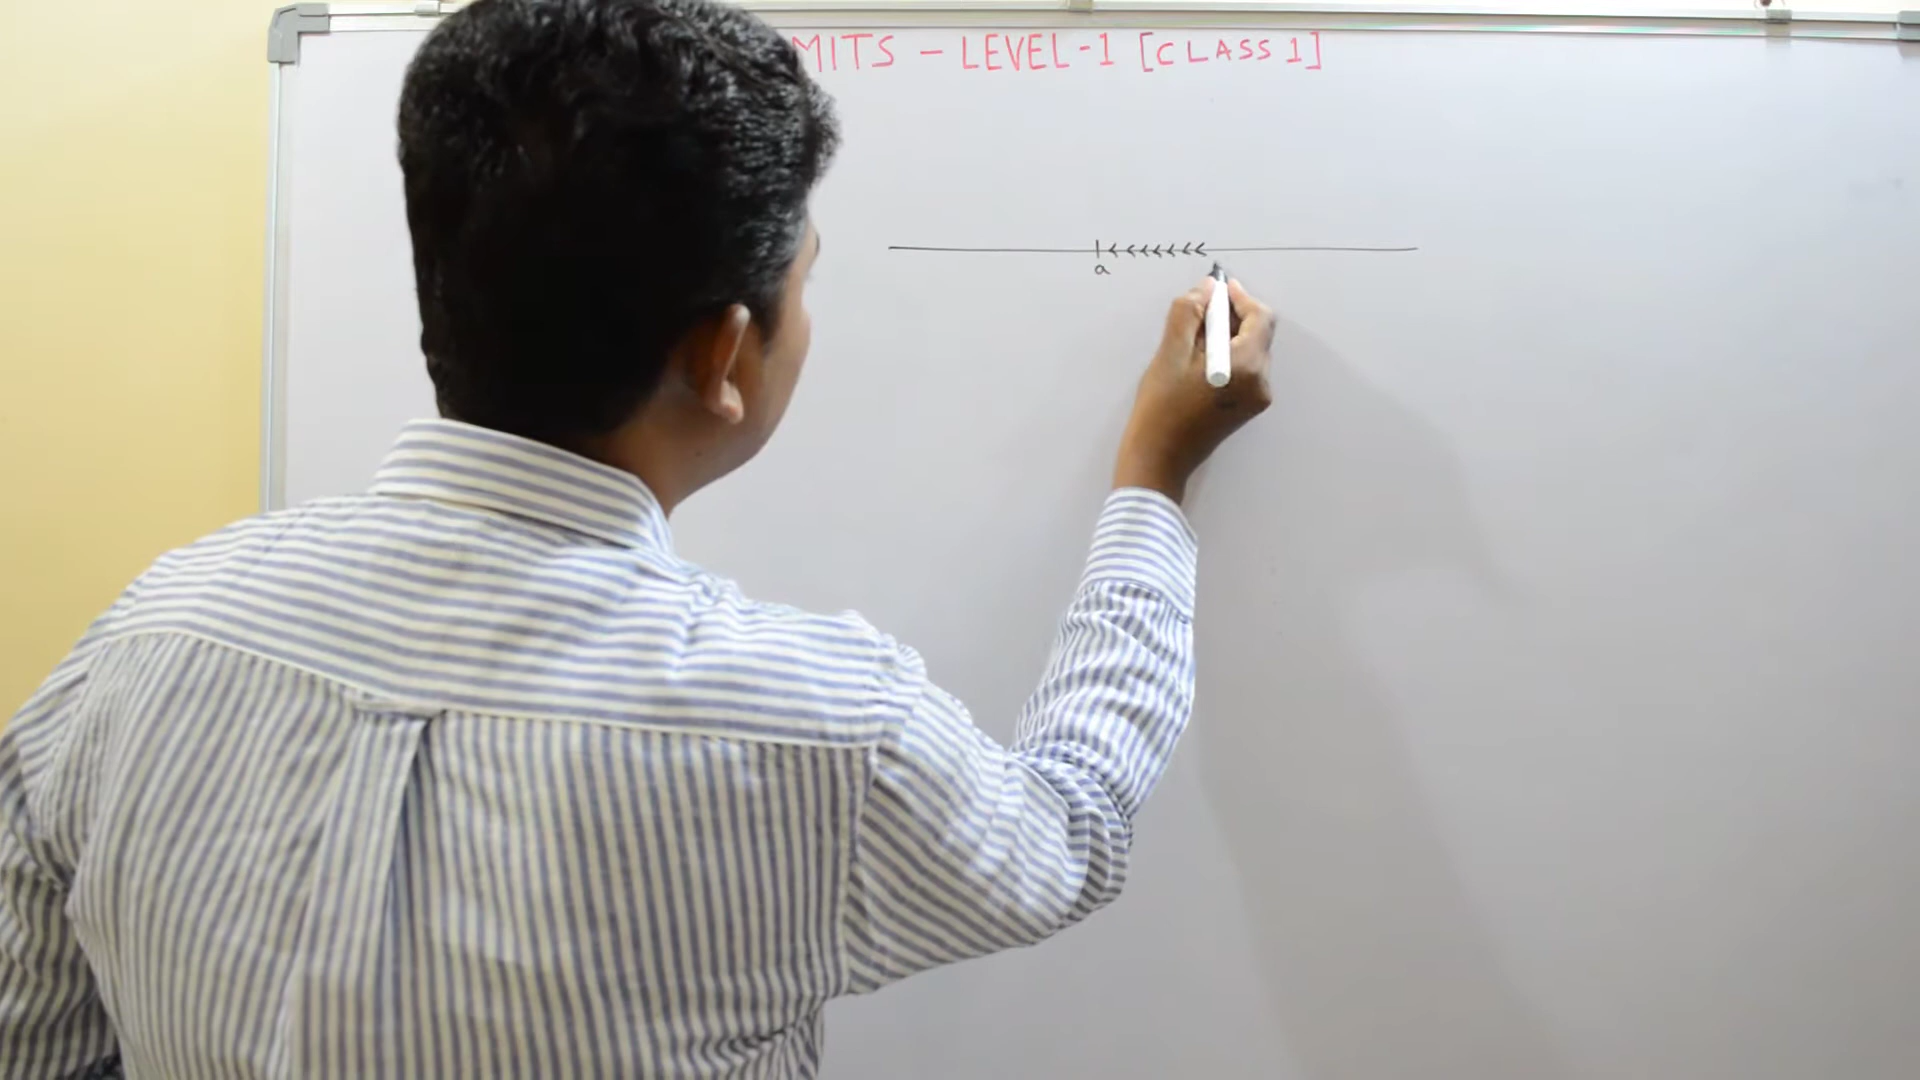 MITS – LEVEL-1 [CLASS 1]
a